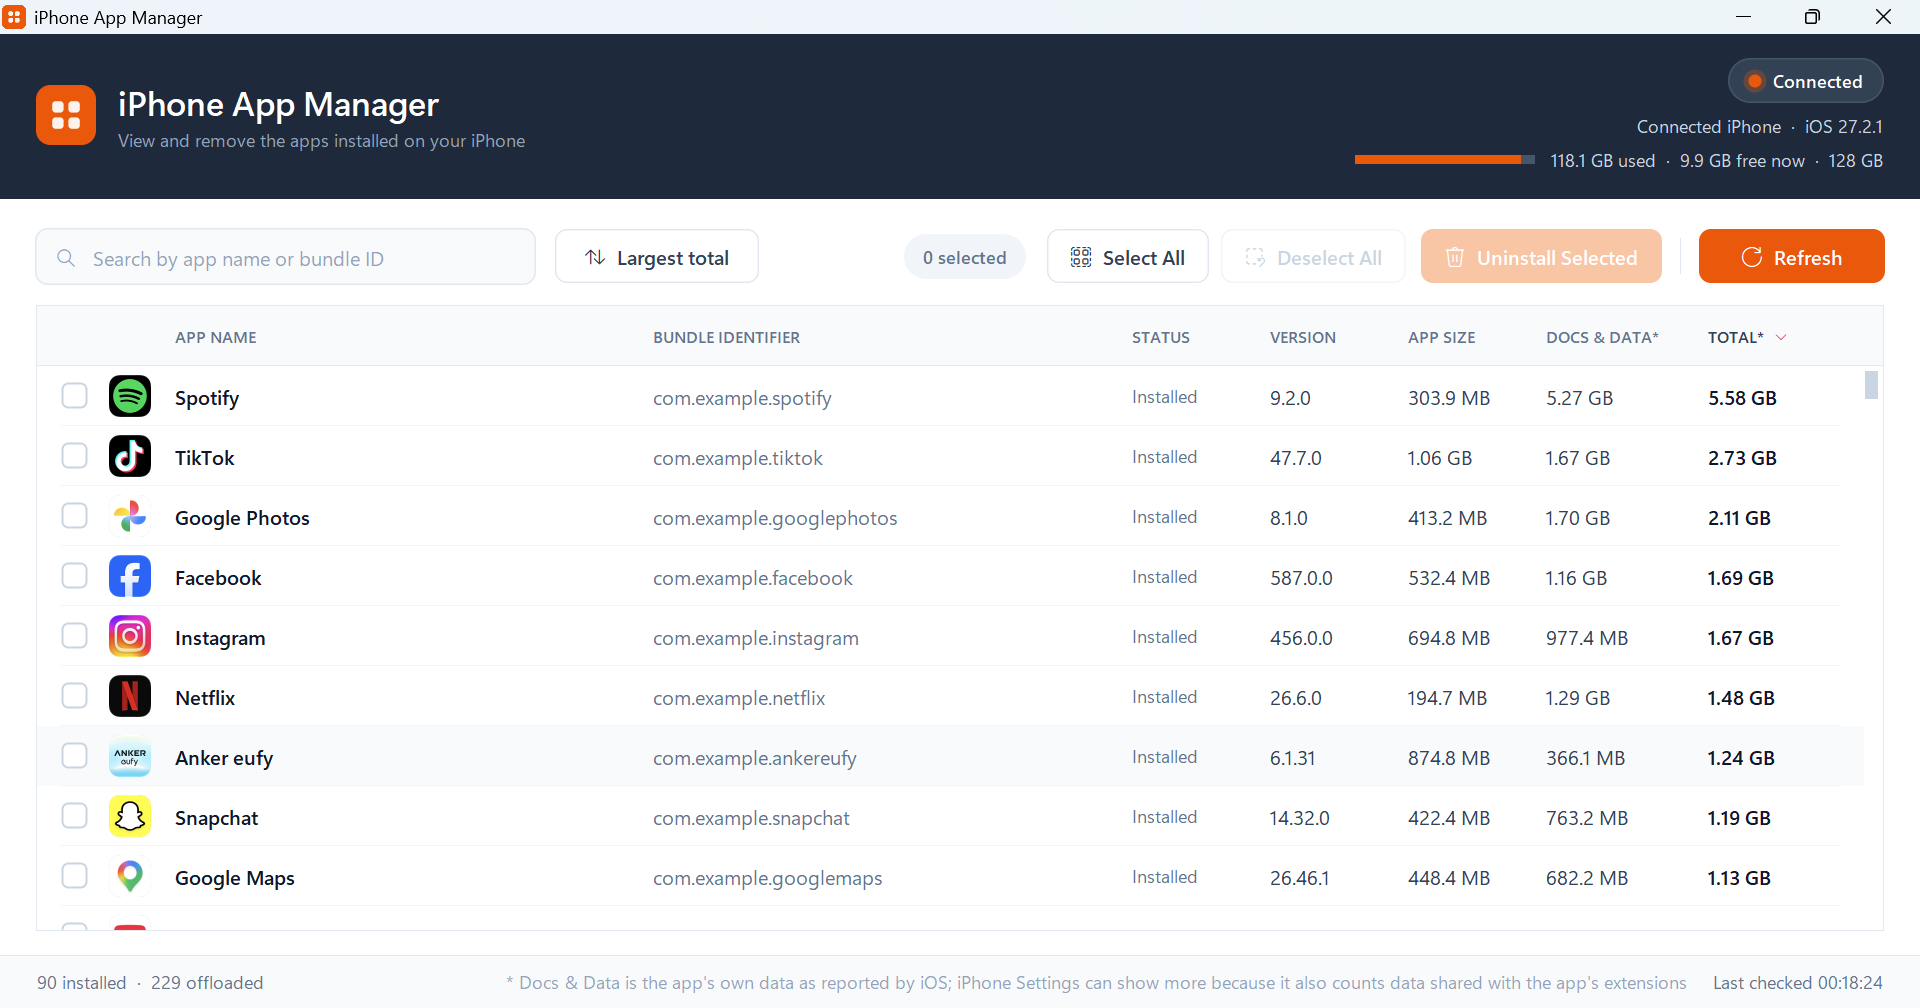 iPhone App Manager
iPhone App Manager
View and remove the apps installed on your iPhone
Connected
Connected iPhone · iOS 27.2.1
118.1 GB used · 9.9 GB free now · 128 GB
Search by app name or bundle ID
Largest total
0 selected
Select All
Deselect All
Uninstall Selected
Refresh
APP NAME BUNDLE IDENTIFIER STATUS VERSION APP SIZE DOCS & DATA* TOTAL*
Spotify com.example.spotify Installed 9.2.0 303.9 MB 5.27 GB 5.58 GB
TikTok com.example.tiktok Installed 47.7.0 1.06 GB 1.67 GB 2.73 GB
Google Photos com.example.googlephotos Installed 8.1.0 413.2 MB 1.70 GB 2.11 GB
Facebook com.example.facebook Installed 587.0.0 532.4 MB 1.16 GB 1.69 GB
Instagram com.example.instagram Installed 456.0.0 694.8 MB 977.4 MB 1.67 GB
Netflix com.example.netflix Installed 26.6.0 194.7 MB 1.29 GB 1.48 GB
ANKER
eufy
Anker eufy com.example.ankereufy Installed 6.1.31 874.8 MB 366.1 MB 1.24 GB
Snapchat com.example.snapchat Installed 14.32.0 422.4 MB 763.2 MB 1.19 GB
Google Maps com.example.googlemaps Installed 26.46.1 448.4 MB 682.2 MB 1.13 GB
90 installed · 229 offloaded
* Docs & Data is the app's own data as reported by iOS; iPhone Settings can show more because it also counts data shared with the app's extensions
Last checked 00:18:24